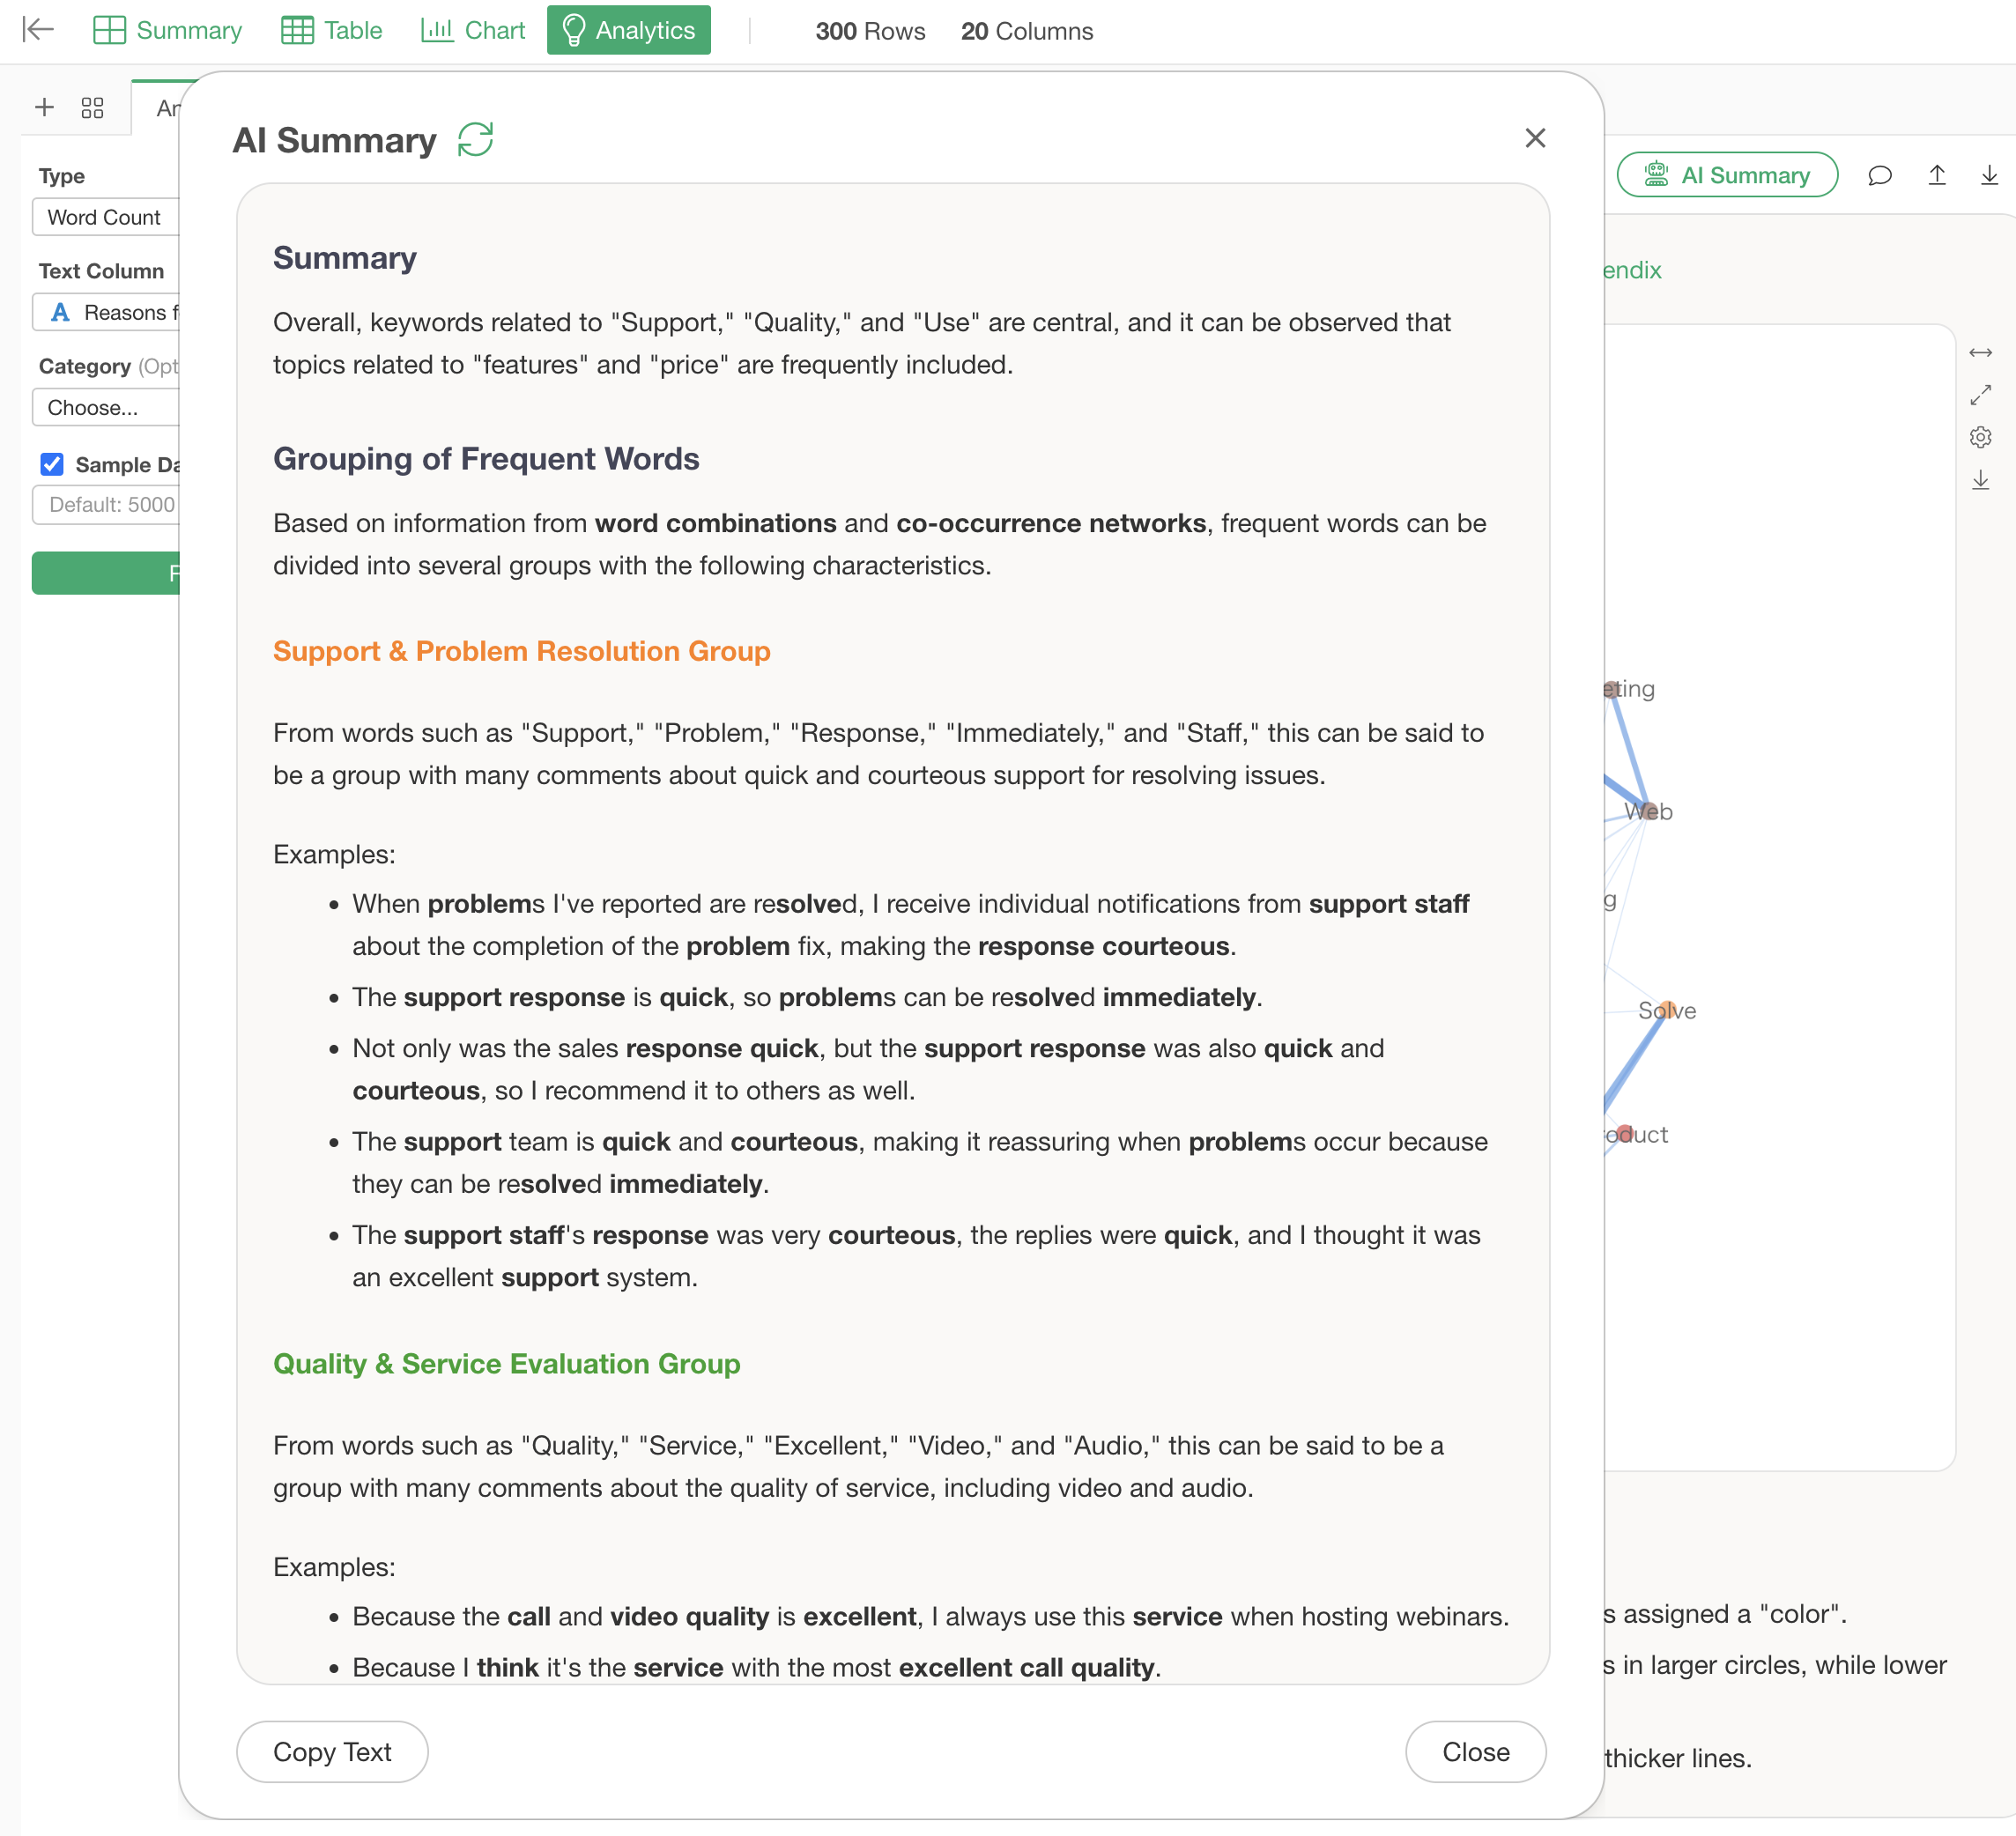 Summary Table Chart Analytics 300 Rows 20 Columns
AI Summary
Type
Word Count
Text Column
A Reasons
Category
Choose...
Sample
Default: 5000
AI Summary
Summary
Overall, keywords related to "Support," "Quality," and "Use" are central, and it can be observed that
topics related to "features" and "price" are frequently included.
Grouping of Frequent Words
Based on information from word combinations and co-occurrence networks, frequent words can be
divided into several groups with the following characteristics.
Support & Problem Resolution Group
From words such as "Support," "Problem," "Response," "Immediately," and "Staff," this can be said to
be a group with many comments about quick and courteous support for resolving issues.
Examples:
• When problems I've reported are resolved, I receive individual notifications from support staff
about the completion of the problem fix, making the response courteous.
• The support response is quick, so problems can be resolved immediately.
• Not only was the sales response quick, but the support response was also quick and
courteous, so I recommend it to others as well.
• The support team is quick and courteous, making it reassuring when problems occur because
they can be resolved immediately.
• The support staff's response was very courteous, the replies were quick, and I thought it was
an excellent support system.
Quality & Service Evaluation Group
From words such as "Quality," "Service," "Excellent," "Video," and "Audio," this can be said to be a
group with many comments about the quality of service, including video and audio.
Examples:
• Because the call and video quality is excellent, I always use this service when hosting webinars.
• Because I think it's the service with the most excellent call quality.
Copy Text
Close
endix
eting
Web
g
Solve
oduct
s assigned a "color".
s in larger circles, while lower
thicker lines.